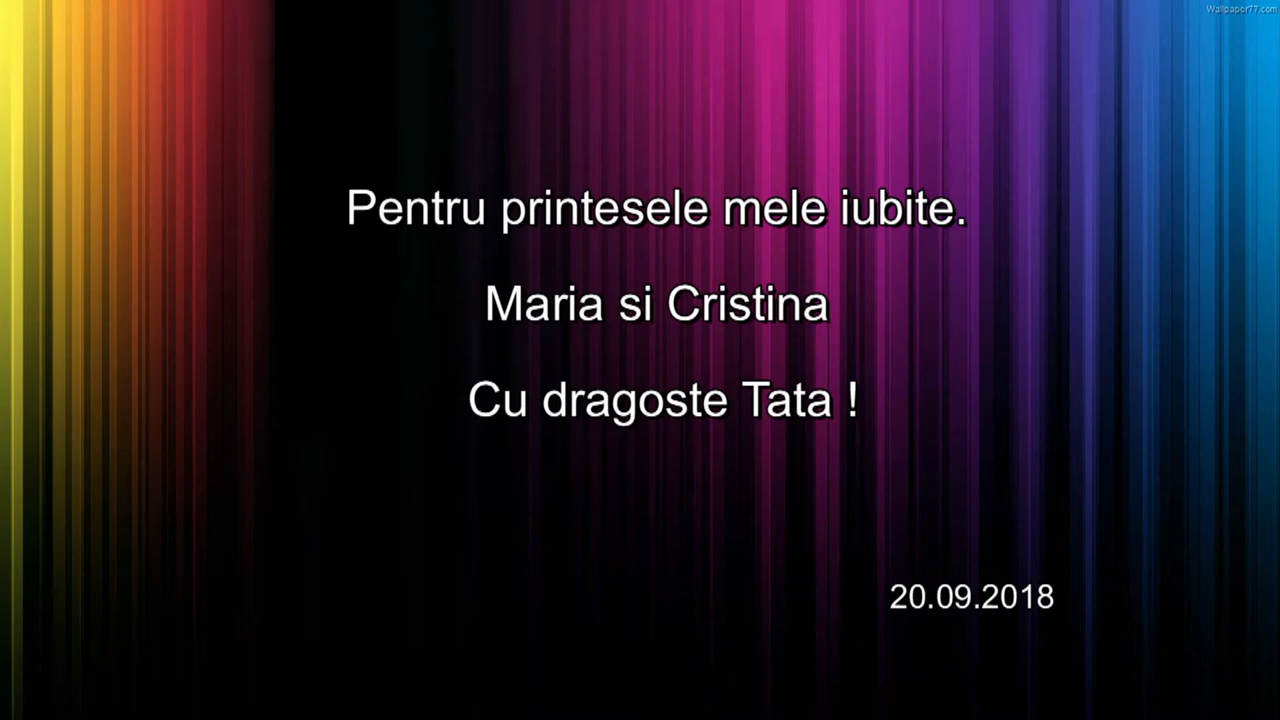 Wallpaper77.com
Pentru printesele mele iubite.
Maria si Cristina
Cu dragoste Tata !
20.09.2018